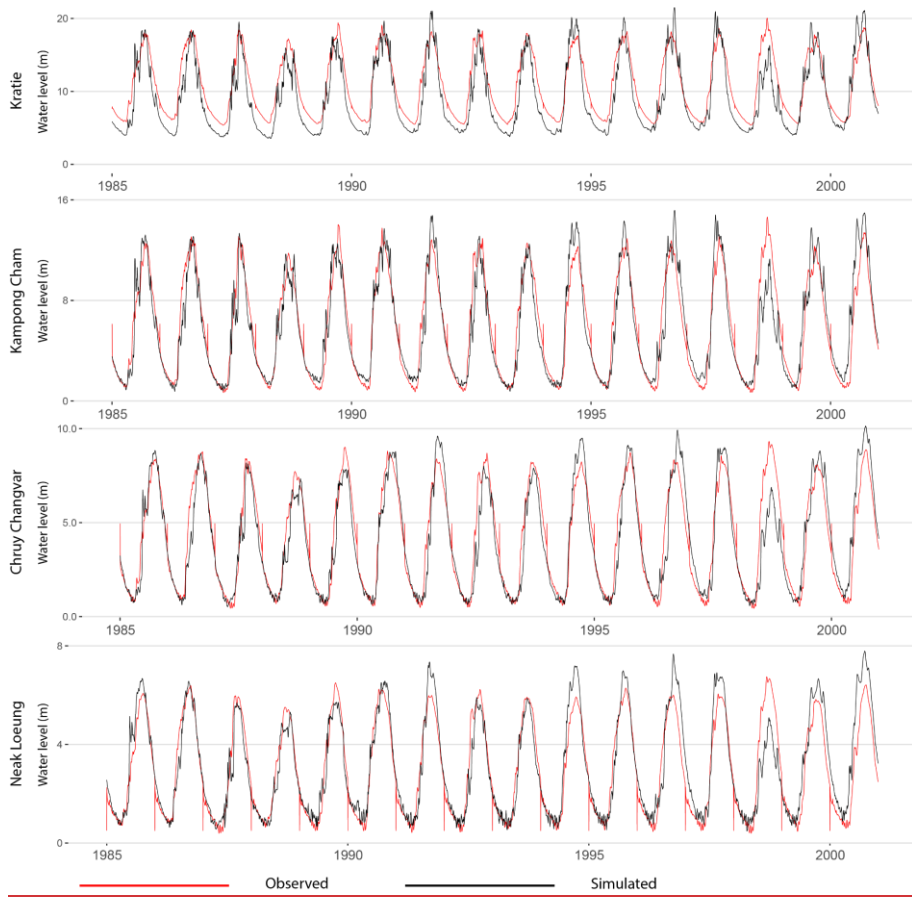 Kratie
Water level (m)
20
10
0
1985
1990
1995
2000
Kampong Cham
Water level (m)
16
8
0
1985
1990
1995
2000
Chruy Changvar
Water level (m)
10.0
5.0
0.0
1985
1990
1995
2000
Neak Loeung
Water level (m)
8
4
0
1985
1990
1995
2000
Observed
Simulated